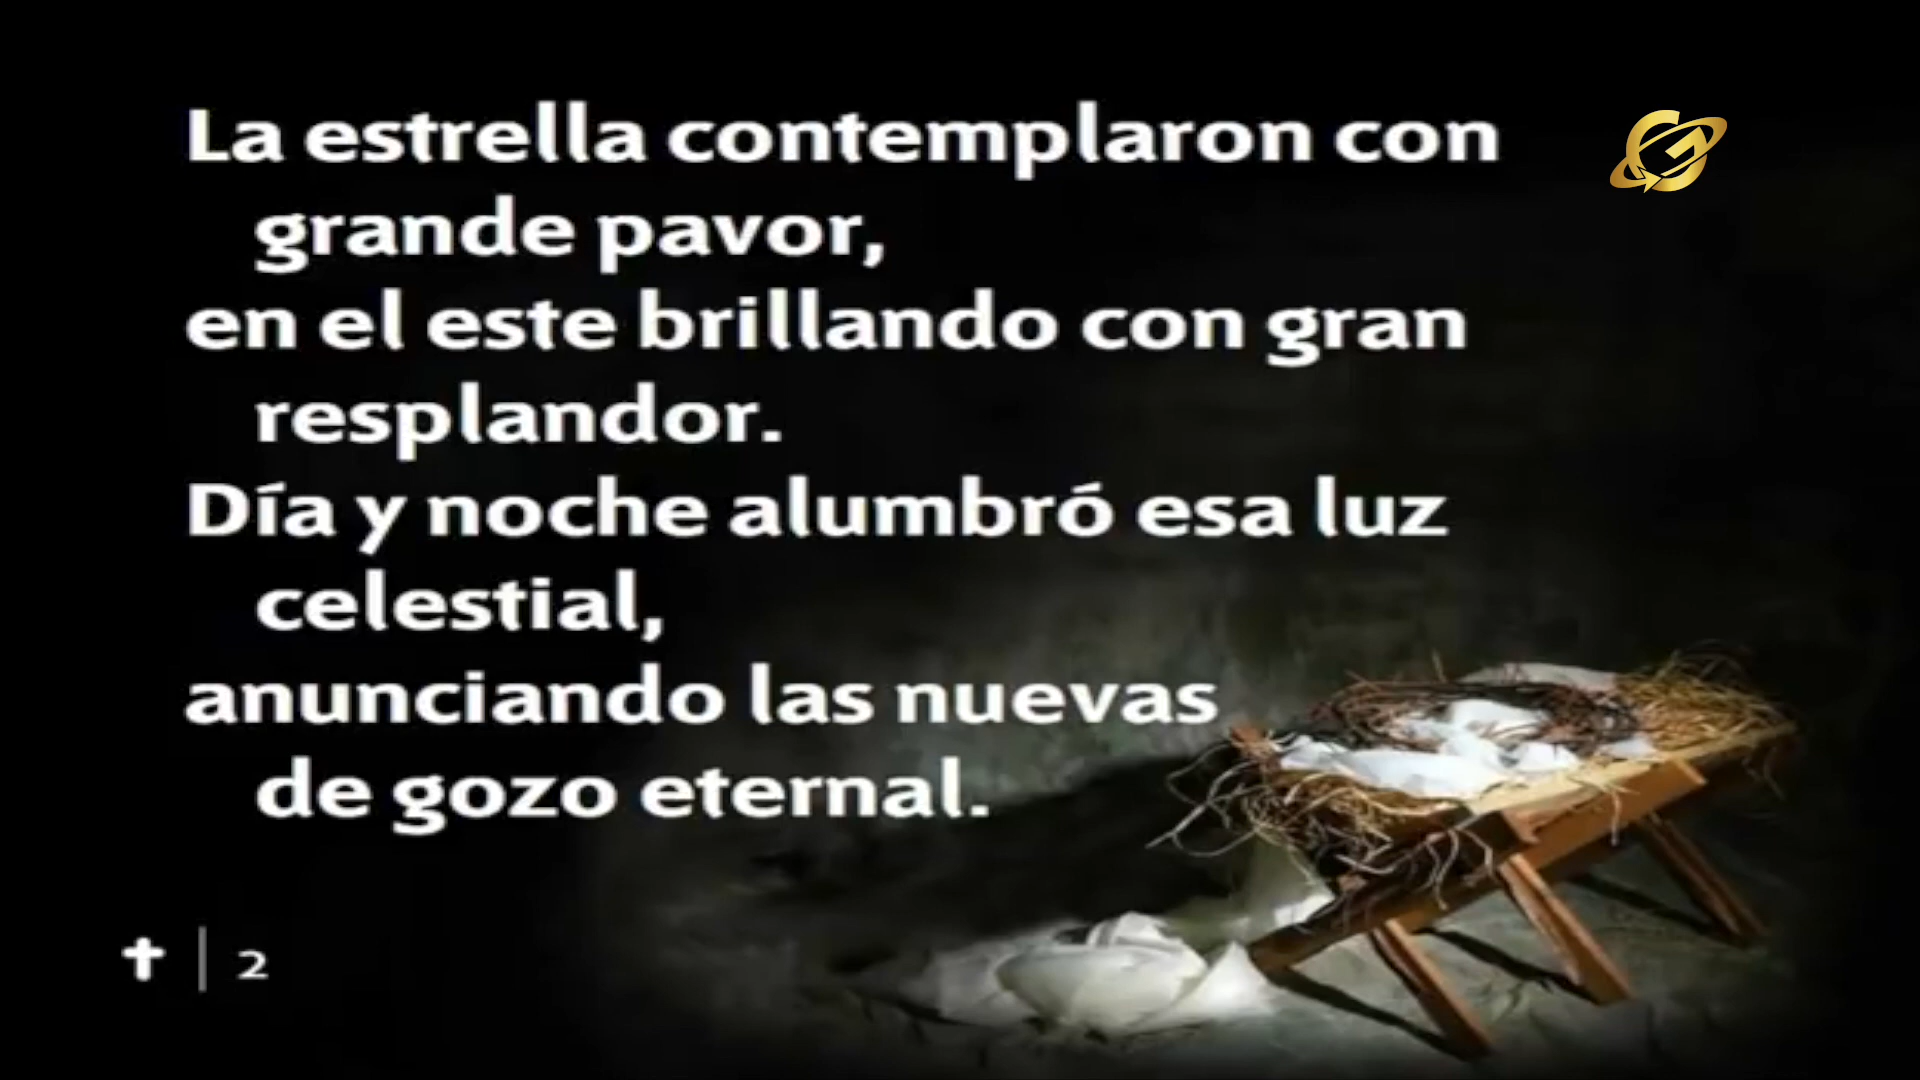 La estrella contemplaron con
grande pavor,
en el este brillando con gran
resplandor.
Día y noche alumbró esa luz
celestial,
anunciando las nuevas
de gozo eternal.
2